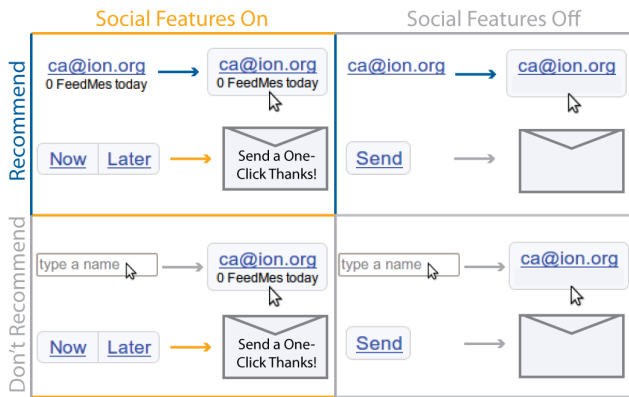 Social Features On
Social Features Off
Recommend
ca@ion.org
0 FeedMes today
ca@ion.org
0 FeedMes today
ca@ion.org
ca@ion.org
Now Later
Send a One-
Click Thanks!
Send
Don't Recommend
type a name
ca@ion.org
0 FeedMes today
type a name
ca@ion.org
Now Later
Send a One-
Click Thanks!
Send